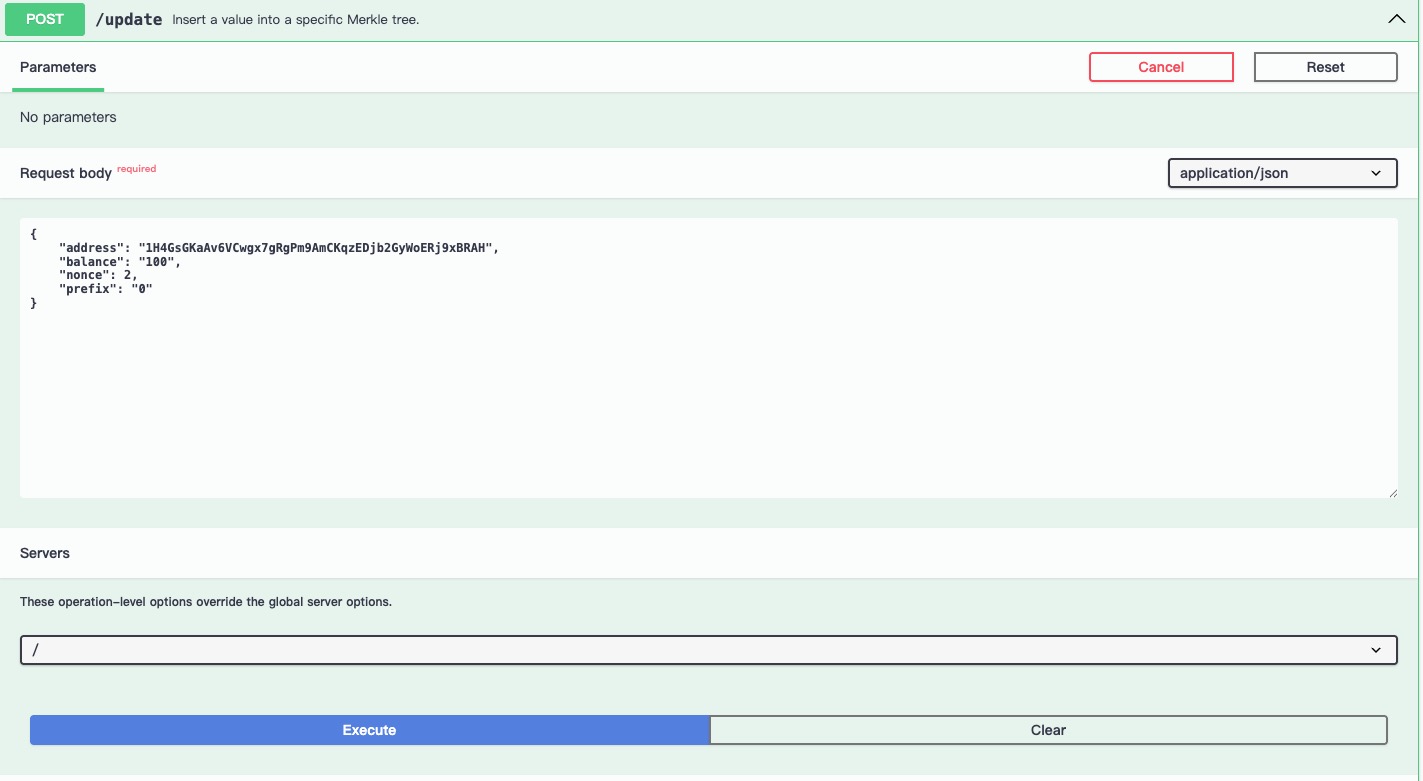 POST /update Insert a value into a specific Merkle tree.
Parameters Cancel Reset
No parameters
Request body required application/json
{
"address": "1H4GsGKaAv6VCwgx7gRgPm9AmCKqzEDjb2GyWoERj9xBRAH",
"balance": "100",
"nonce": 2,
"prefix": "0"
}
Servers
These operation-level options override the global server options.
/
Execute Clear